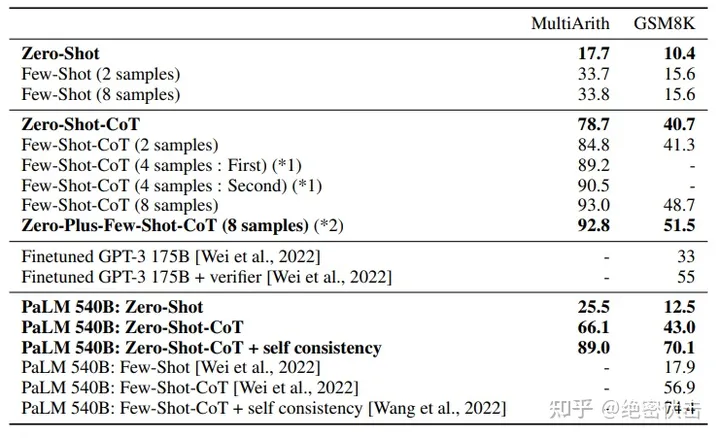 MultiArith GSM8K
Zero-Shot 17.7 10.4
Few-Shot (2 samples) 33.7 15.6
Few-Shot (8 samples) 33.8 15.6
Zero-Shot-CoT 78.7 40.7
Few-Shot-CoT (2 samples) 84.8 41.3
Few-Shot-CoT (4 samples : First) (*1) 89.2 -
Few-Shot-CoT (4 samples : Second) (*1) 90.5 -
Few-Shot-CoT (8 samples) 93.0 48.7
Zero-Plus-Few-Shot-CoT (8 samples) (*2) 92.8 51.5
Finetuned GPT-3 175B [Wei et al., 2022] - 33
Finetuned GPT-3 175B + verifier [Wei et al., 2022] - 55
PaLM 540B: Zero-Shot 25.5 12.5
PaLM 540B: Zero-Shot-CoT 66.1 43.0
PaLM 540B: Zero-Shot-CoT + self consistency 89.0 70.1
PaLM 540B: Few-Shot [Wei et al., 2022] - 17.9
PaLM 540B: Few-Shot-CoT [Wei et al., 2022] - 56.9
PaLM 540B: Few-Shot-CoT + self consistency [Wang et al., 2022] - 74.4
知乎 @绝密伏击